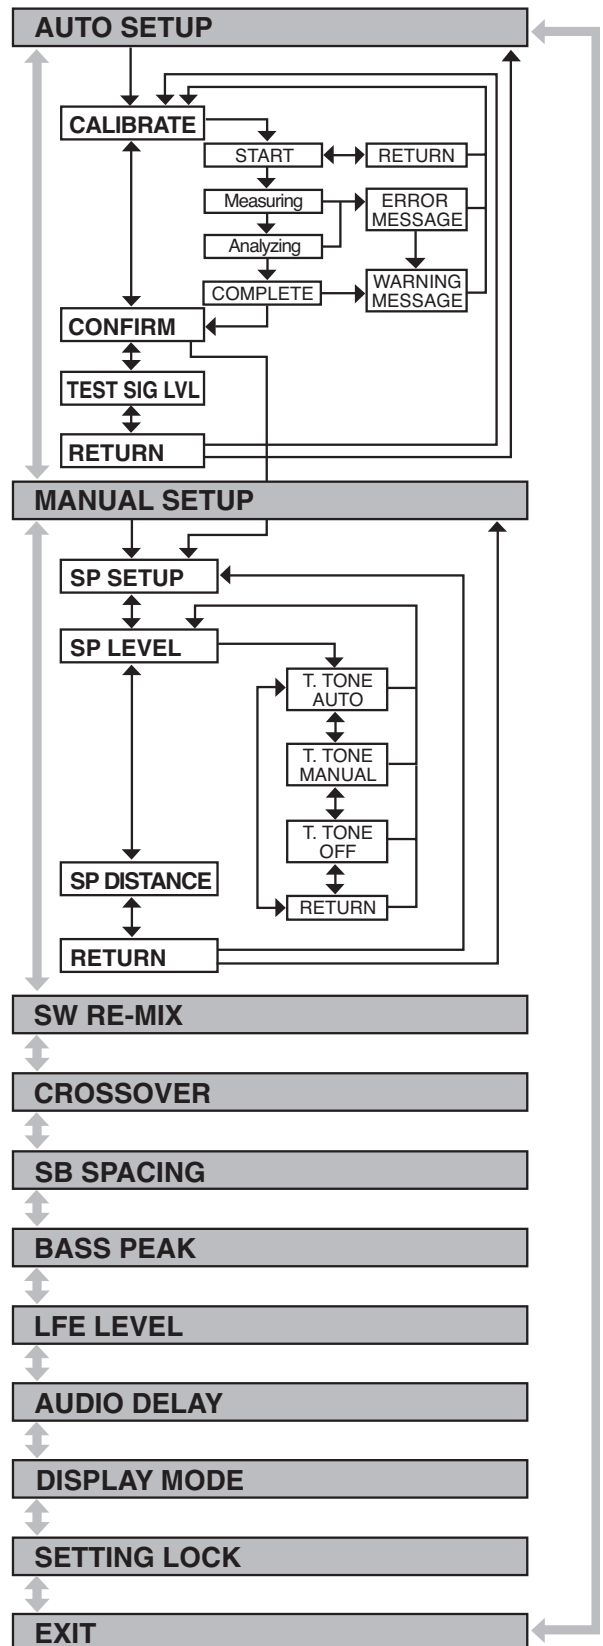 AUTO SETUP
CALIBRATE
START
RETURN
Measuring
ERROR
MESSAGE
Analyzing
COMPLETE
WARNING
MESSAGE
CONFIRM
TEST SIG LVL
RETURN
MANUAL SETUP
SP SETUP
SP LEVEL
T. TONE
AUTO
T. TONE
MANUAL
T. TONE
OFF
SP DISTANCE
RETURN
RETURN
SW RE-MIX
CROSSOVER
SB SPACING
BASS PEAK
LFE LEVEL
AUDIO DELAY
DISPLAY MODE
SETTING LOCK
EXIT